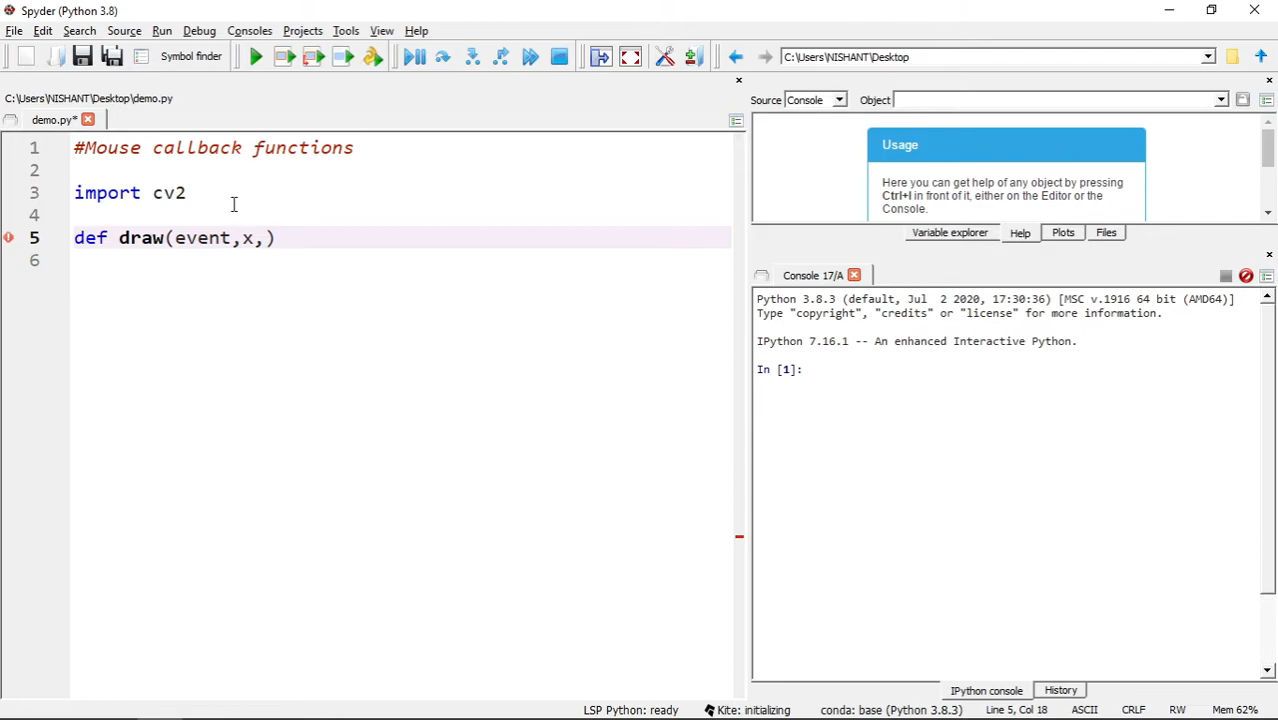 Spyder (Python 3.8)
File Edit Search Source Run Debug Consoles Projects Tools View Help
Symbol finder
C:\Users\NISHANT\Desktop
C:\Users\NISHANT\Desktop\demo.py
Source Console Object
demo.py*
1 #Mouse callback functions
2
3 import cv2
4
5 def draw(event,x,)
6
Usage
Here you can get help of any object by pressing
Ctrl+I in front of it, either on the Editor or the
Console.
Variable explorer Help Plots Files
Console 17/A
Python 3.8.3 (default, Jul  2 2020, 17:30:36) [MSC v.1916 64 bit (AMD64)]
Type "copyright", "credits" or "license" for more information.
IPython 7.16.1 -- An enhanced Interactive Python.
In [1]:
IPython console History
LSP Python: ready Kite: initializing conda: base (Python 3.8.3) Line 5, Col 18 ASCII CRLF RW Mem 62%